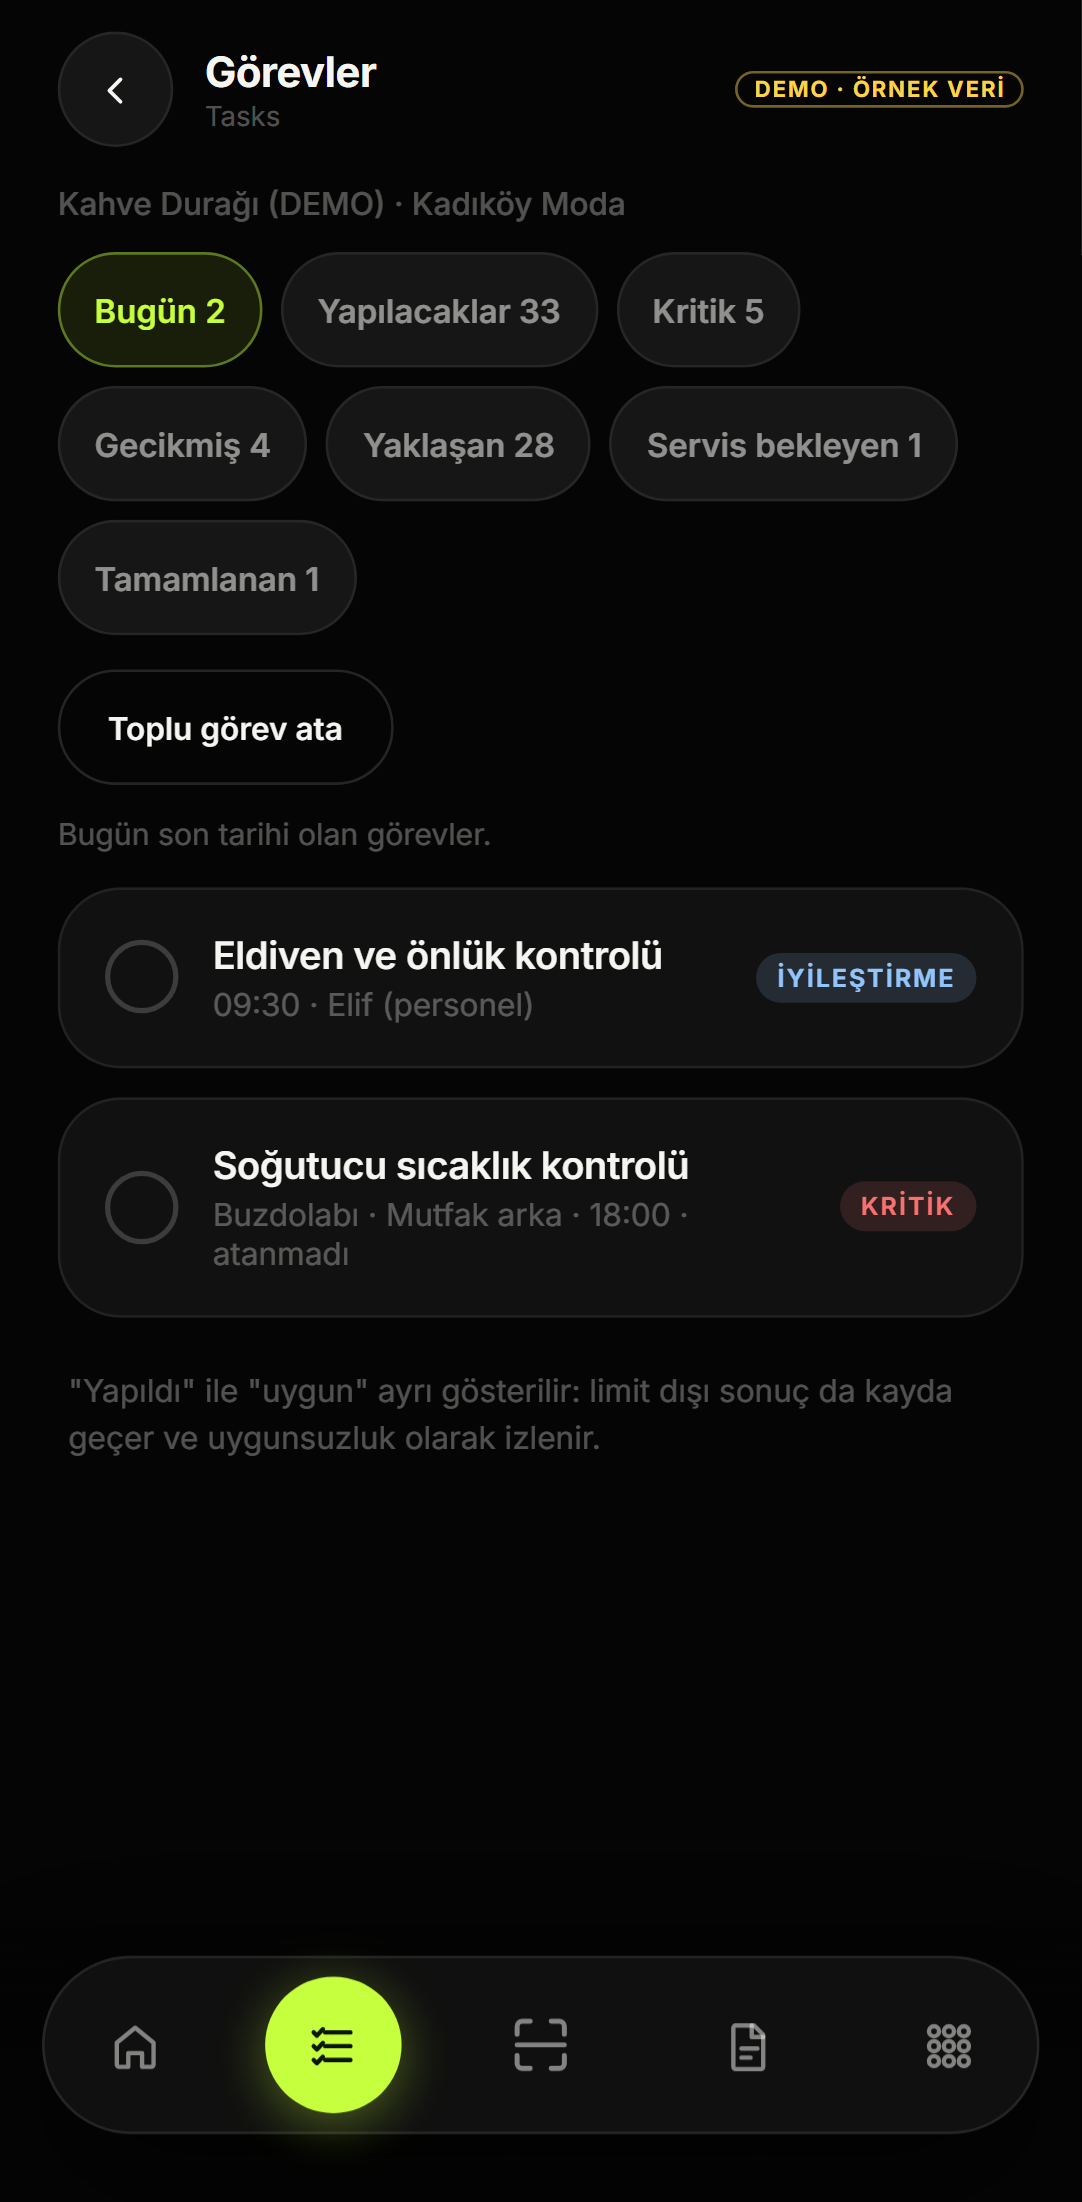 Görevler
Tasks
DEMO · ÖRNEK VERİ
Kahve Durağı (DEMO) · Kadıköy Moda
Bugün 2
Yapılacaklar 33
Kritik 5
Gecikmiş 4
Yaklaşan 28
Servis bekleyen 1
Tamamlanan 1
Toplu görev ata
Bugün son tarihi olan görevler.
Eldiven ve önlük kontrolü
09:30 · Elif (personel)
İYİLEŞTİRME
Soğutucu sıcaklık kontrolü
Buzdolabı · Mutfak arka · 18:00 ·
atanmadı
KRİTİK
"Yapıldı" ile "uygun" ayrı gösterilir: limit dışı sonuç da kayda
geçer ve uygunsuzluk olarak izlenir.